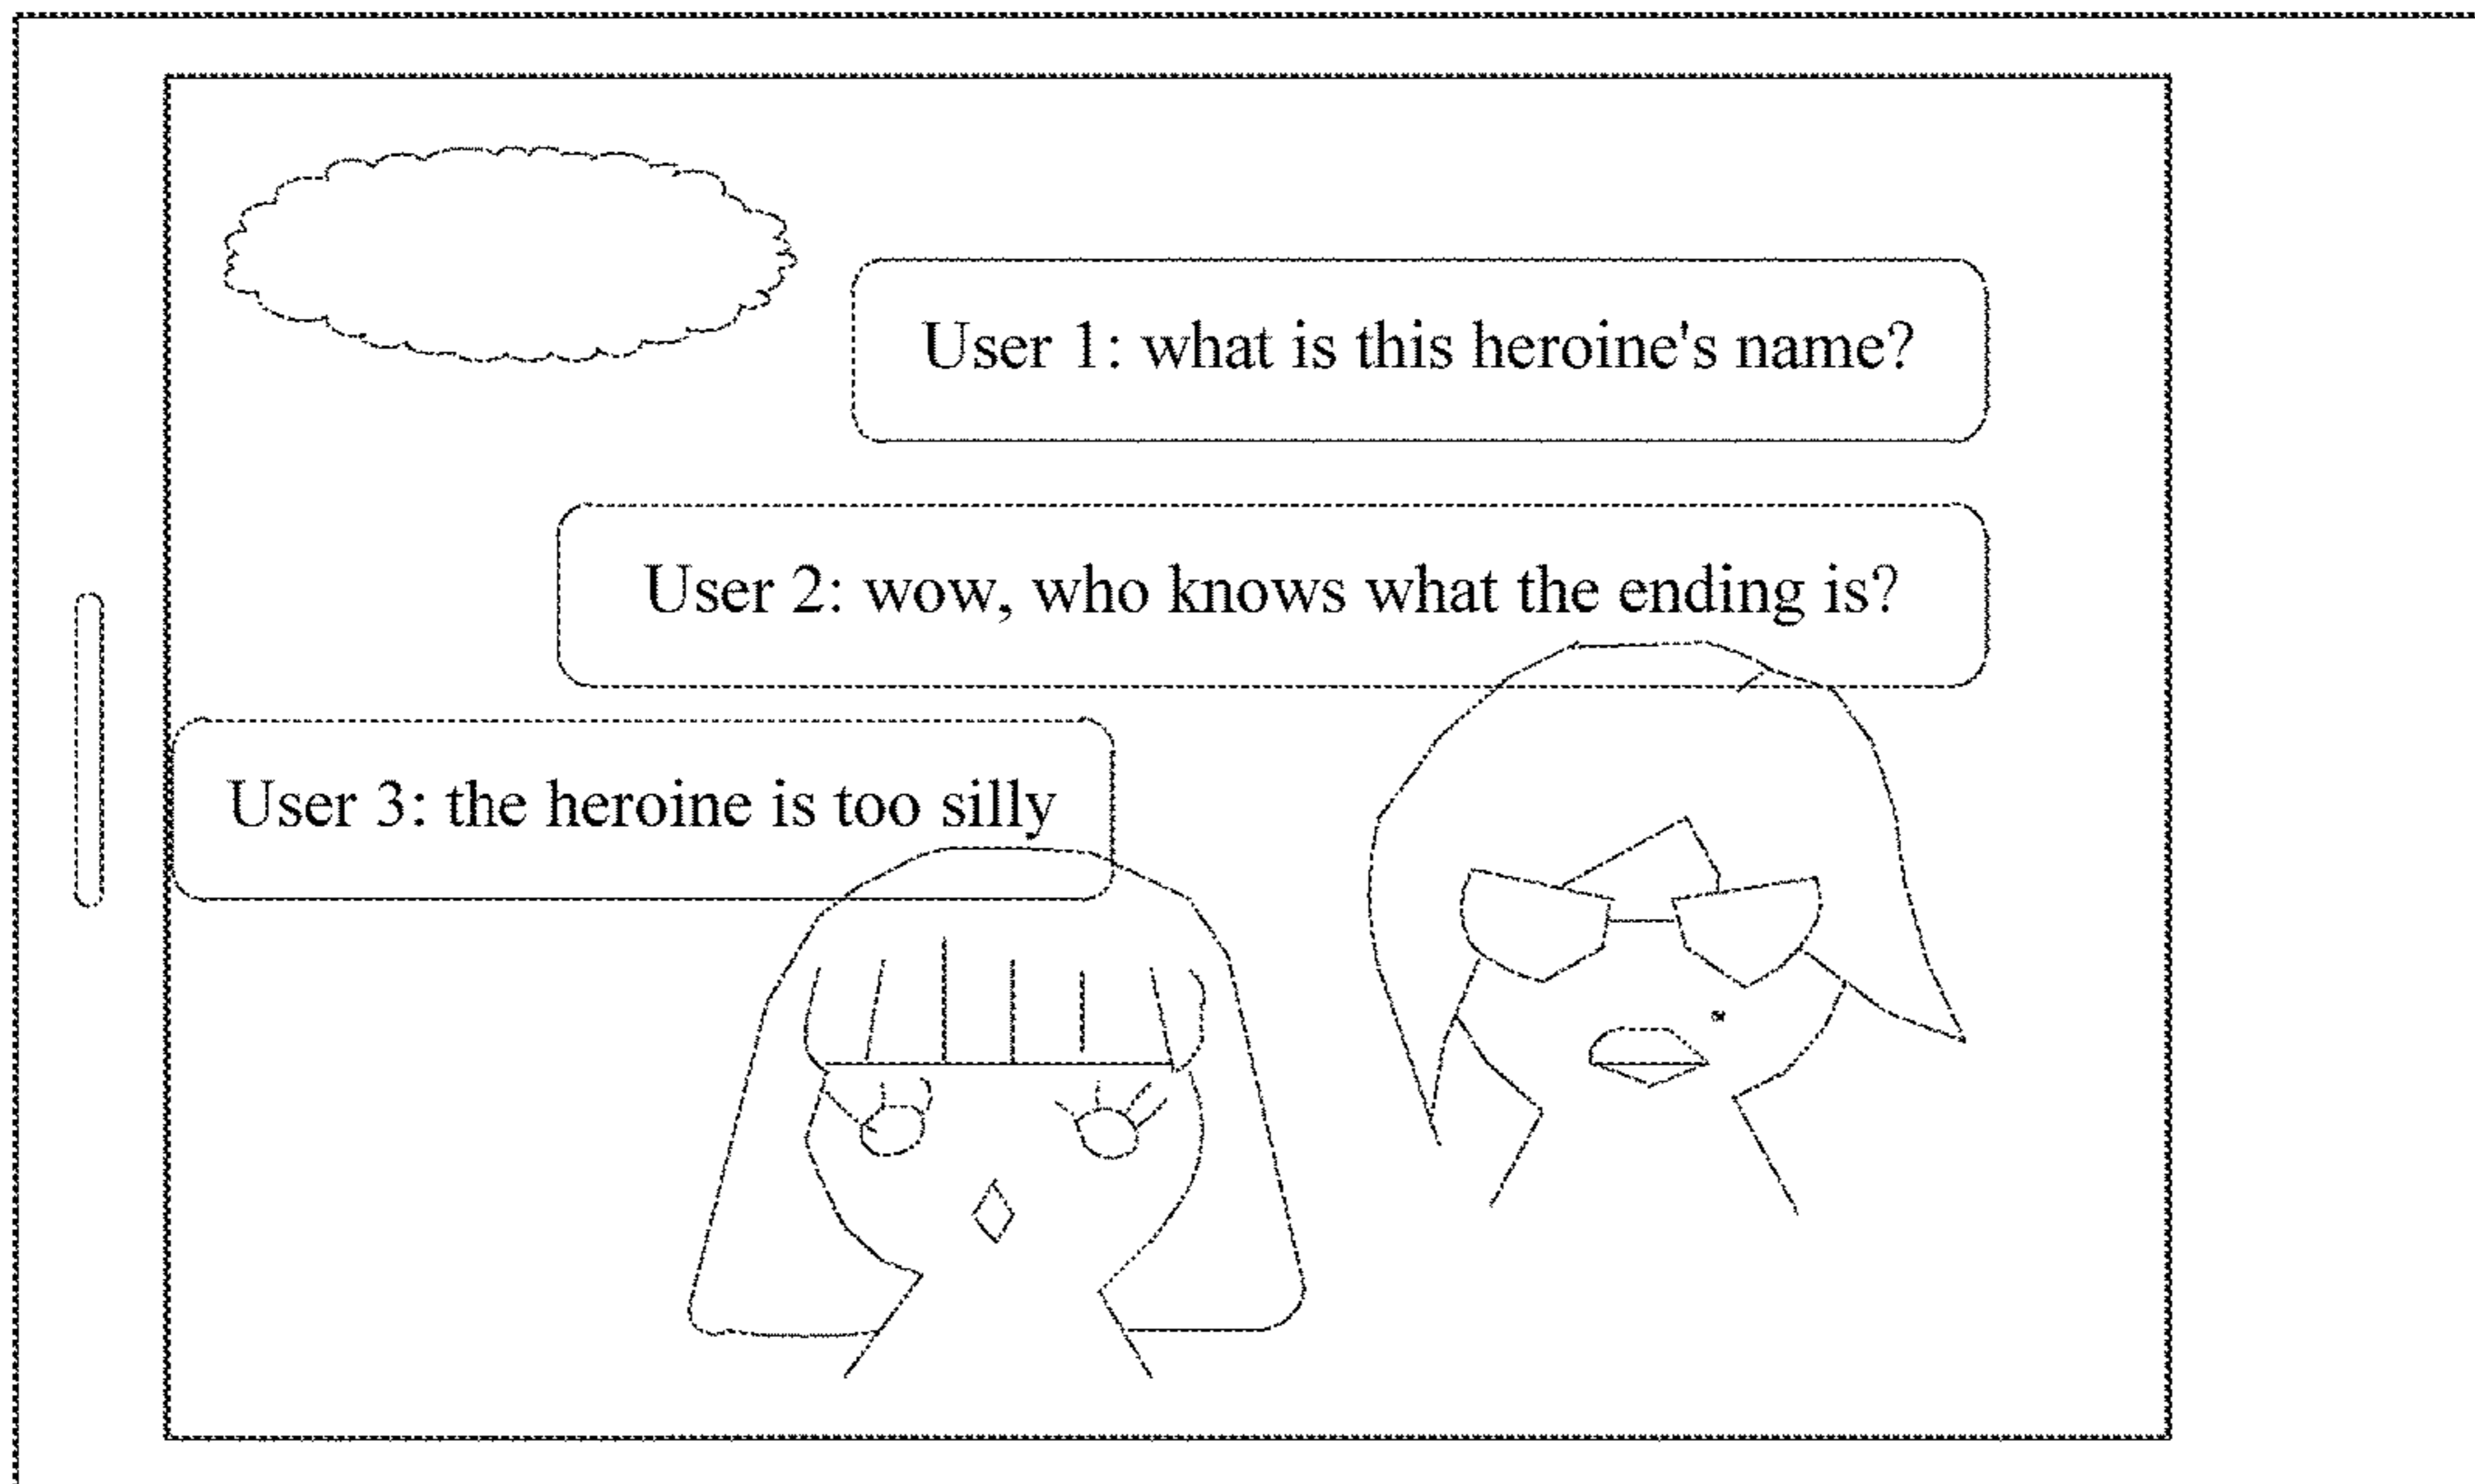 User 1: what is this heroine's name?
User 2: wow, who knows what the ending is?
User 3: the heroine is too silly